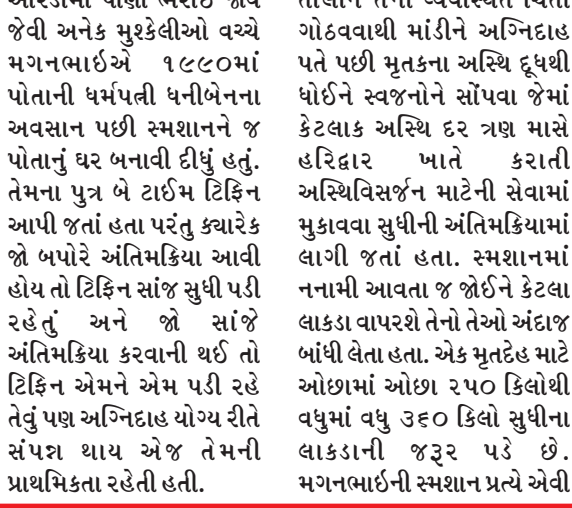 જેવી અનેક મુશ્કેલીઓ વચ્ચે
મગનભાઇએ ૧૯૯૦માં
પોતાની ધર્મપત્ની ધનીબેનના
અવસાન પછી સ્મશાનને જ
પોતાનું ઘર બનાવી દીધું હતું.
તેમના પુત્ર બે ટાઈમ ટિફિન
આપી જતાં હતા પરંતુ ક્યારેક
જો બપોરે અંતિમક્રિયા આવી
હોય તો ટિફિન સાંજ સુધી પડી
રહેતું અને જો સાંજે
અંતિમક્રિયા કરવાની થઈ તો
ટિફિન એમને એમ પડી રહે
તેવું પણ અગ્નિદાહ યોગ્ય રીતે
સંપન્ન થાય એજ તેમની
પ્રાથમિકતા રહેતી હતી.
ગોઠવવાથી માંડીને અગ્નિદાહ
પતે પછી મૃતકના અસ્થિ દૂધથી
ધોઈને સ્વજનોને સોંપવા જેમાં
કેટલાક અસ્થિ દર ત્રણ માસે
હરિદ્વાર ખાતે કરાતી
અસ્થિવિસર્જન માટેની સેવામાં
મુકાવવા સુધીની અંતિમક્રિયામાં
લાગી જતાં હતા. સ્મશાનમાં
નનામી આવતા જ જોઈને કેટલા
લાકડા વાપરશે તેનો તેઓ અંદાજ
બાંધી લેતા હતા. એક મૃતદેહ માટે
ઓછામાં ઓછા ૨૫૦ કિલોથી
વધુમાં વધુ ૩૬૦ કિલો સુધીના
લાકડાની જરૂર પડે છે.
મગનભાઇની સ્મશાન પ્રત્યે એવી